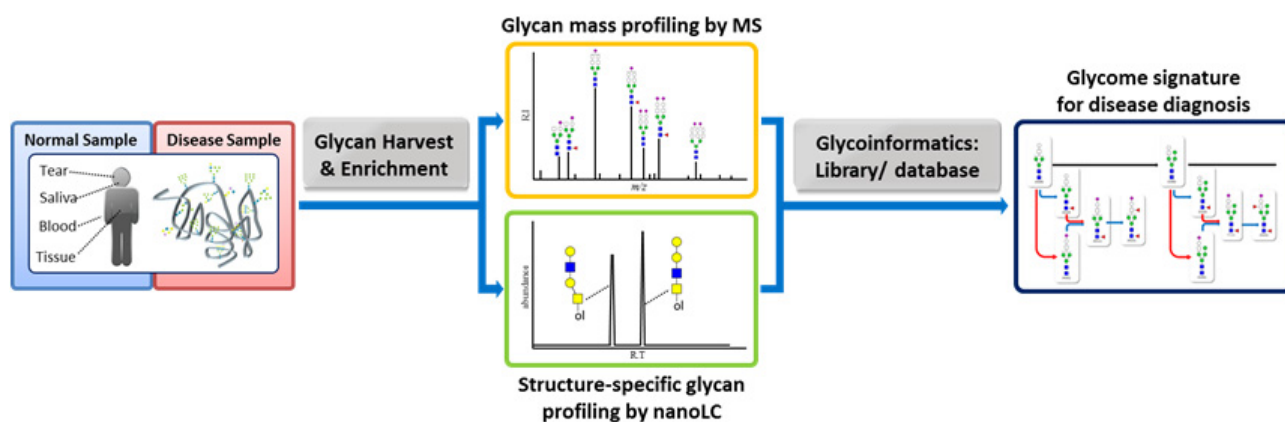 Glycan mass profiling by MS
R.I
m/z
Normal Sample
Disease Sample
Tear
Saliva
Blood
Tissue
Glycan Harvest
& Enrichment
Glycoinformatics:
Library/ database
Glycome signature
for disease diagnosis
abundance
ol
ol
R.T
Structure-specific glycan
profiling by nanoLC